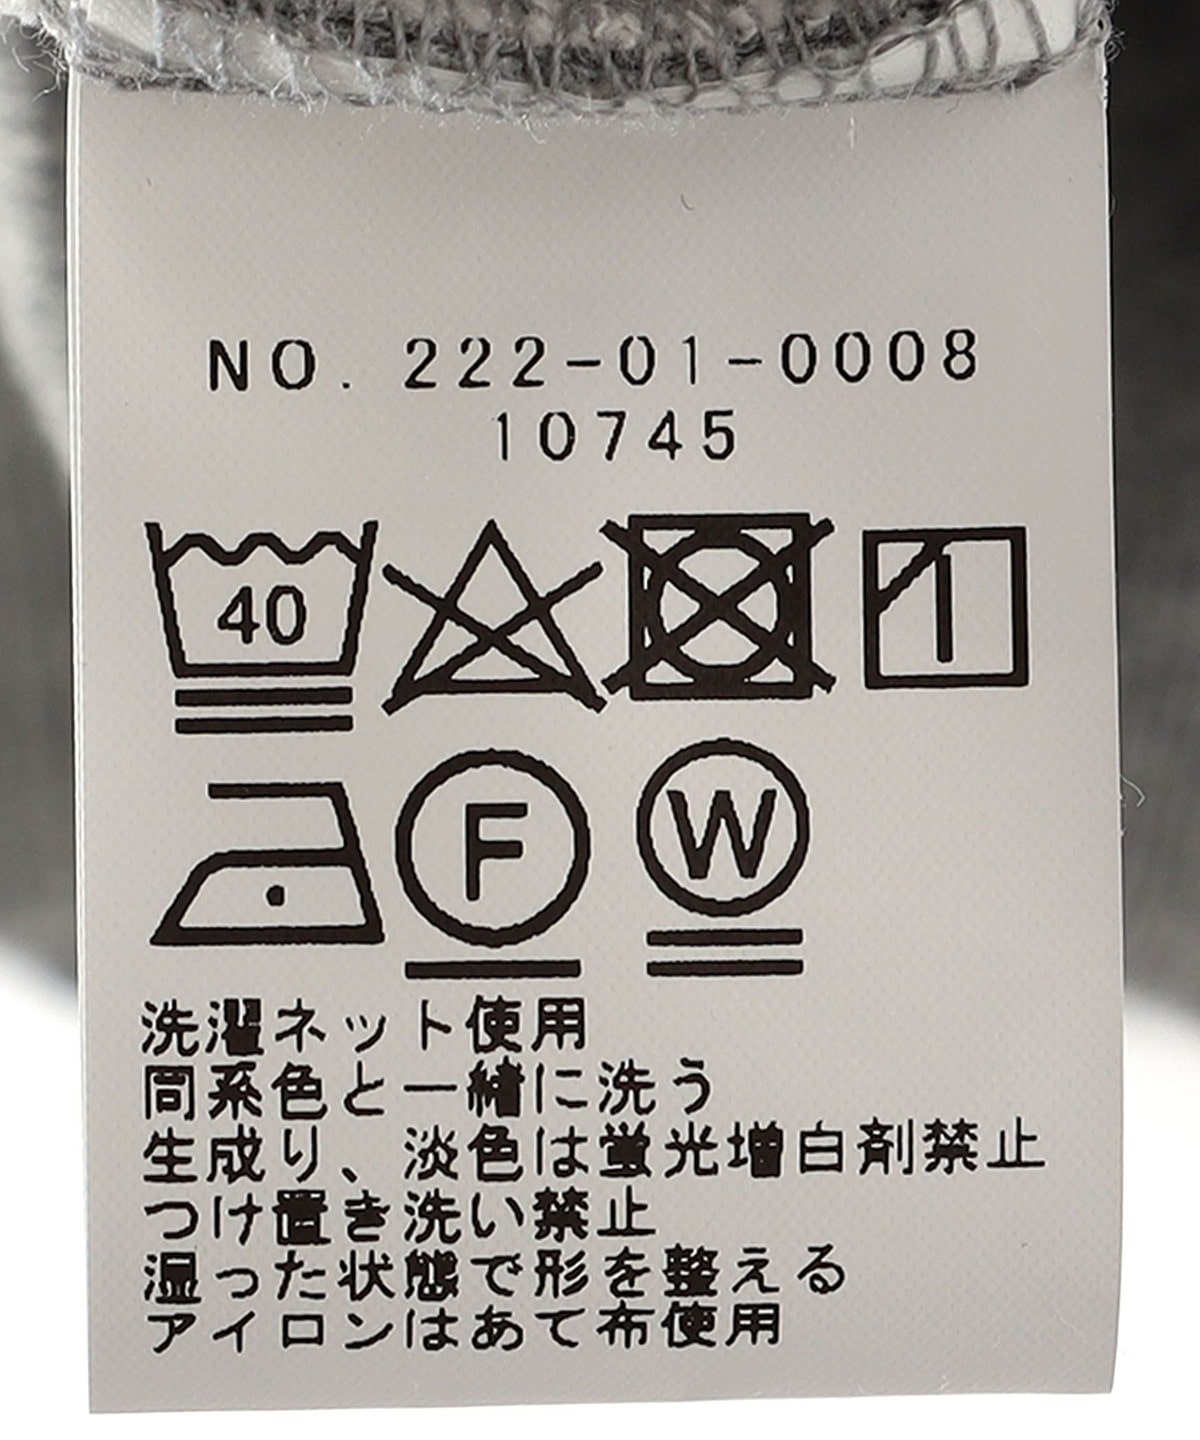 NO. 222-01-0008
10745
40
F W
洗濯ネット使用
同系色と一緒に洗う
生成り、淡色は蛍光増白剤禁止
つけ置き洗い禁止
湿った状態で形を整える
アイロンはあて布使用